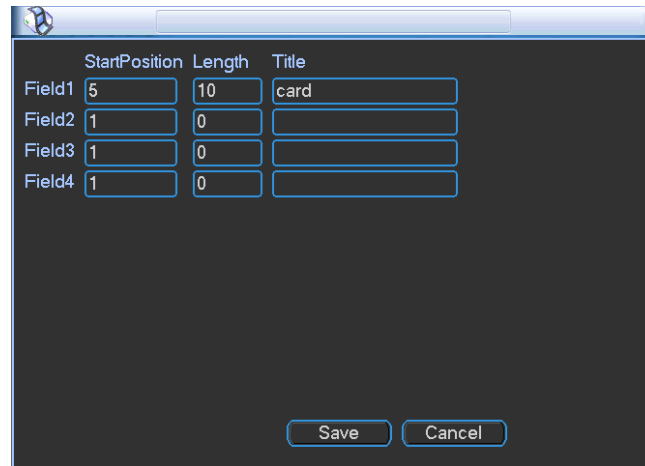 StartPosition Length Title
Field1 5 10 card
Field2 1 0
Field3 1 0
Field4 1 0
Save Cancel